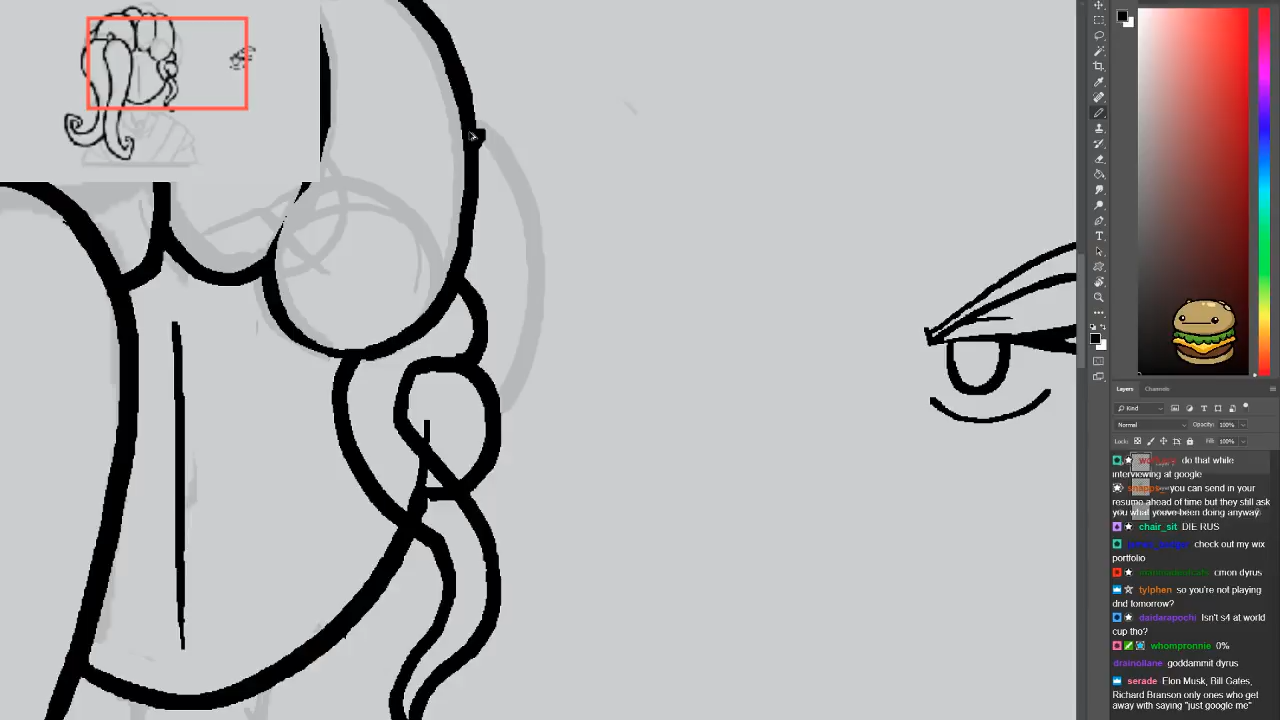 Layers Channels
Kind
Normal Opacity: 100%
Lock: Fill: 100%
do that while
interviewing at google
you can send in your
resume ahead of time but they still ask
you what youve been doing anyway
chair_sit DIE RUS
check out my wix
portfolio
cmon dyrus
tylphen so you're not playing
dnd tomorrow?
daidarapochi Isn't s4 at world
cup tho?
whompronnie 0%
drainollane goddammit dyrus
serade Elon Musk, Bill Gates,
Richard Branson only ones who get
away with saying "just google me"